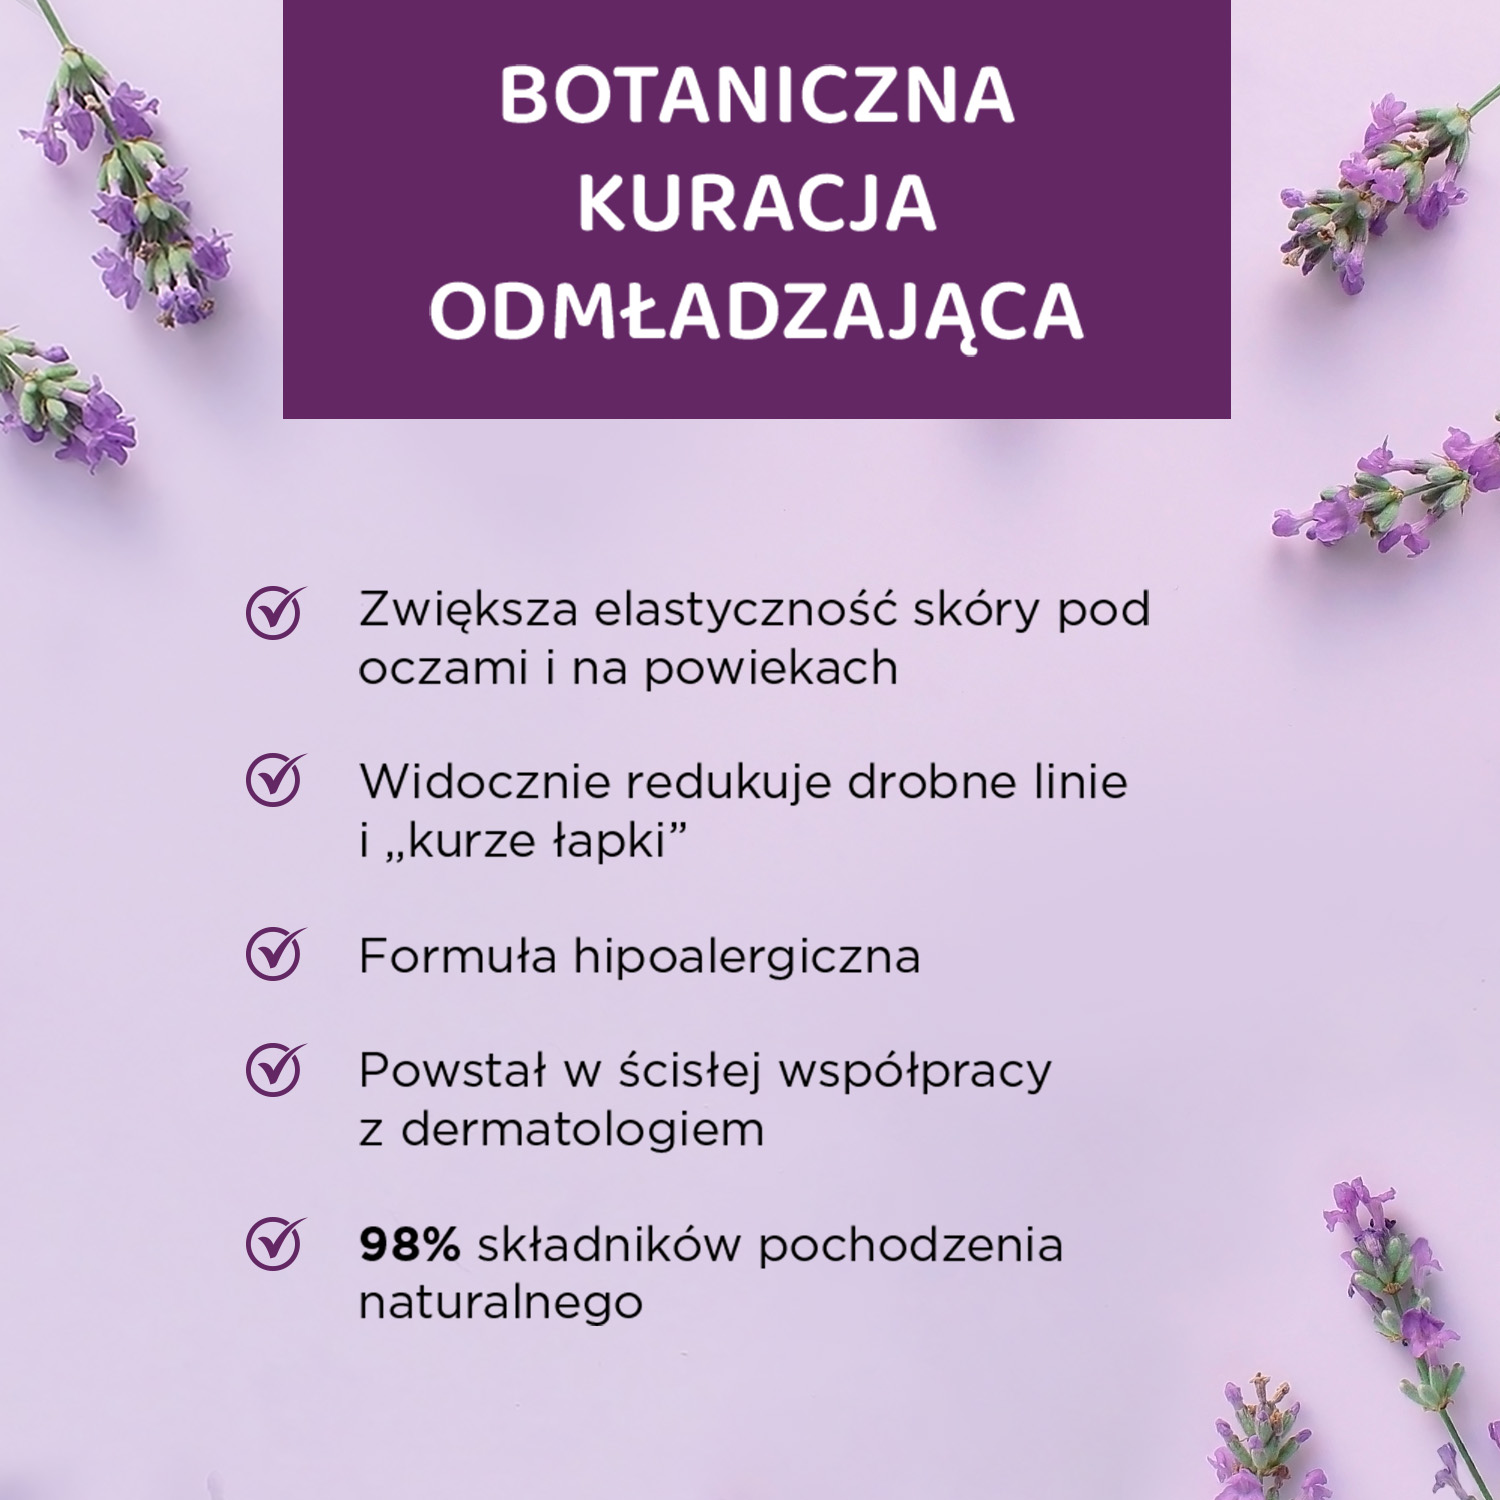 BOTANICZNA
KURACJA
ODMŁADZAJĄCA
Zwiększa elastyczność skóry pod
oczami i na powiekach
Widocznie redukuje drobne linie
i „kurze łapki”
Formuła hipoalergiczna
Powstał w ścisłej współpracy
z dermatologiem
98% składników pochodzenia
naturalnego